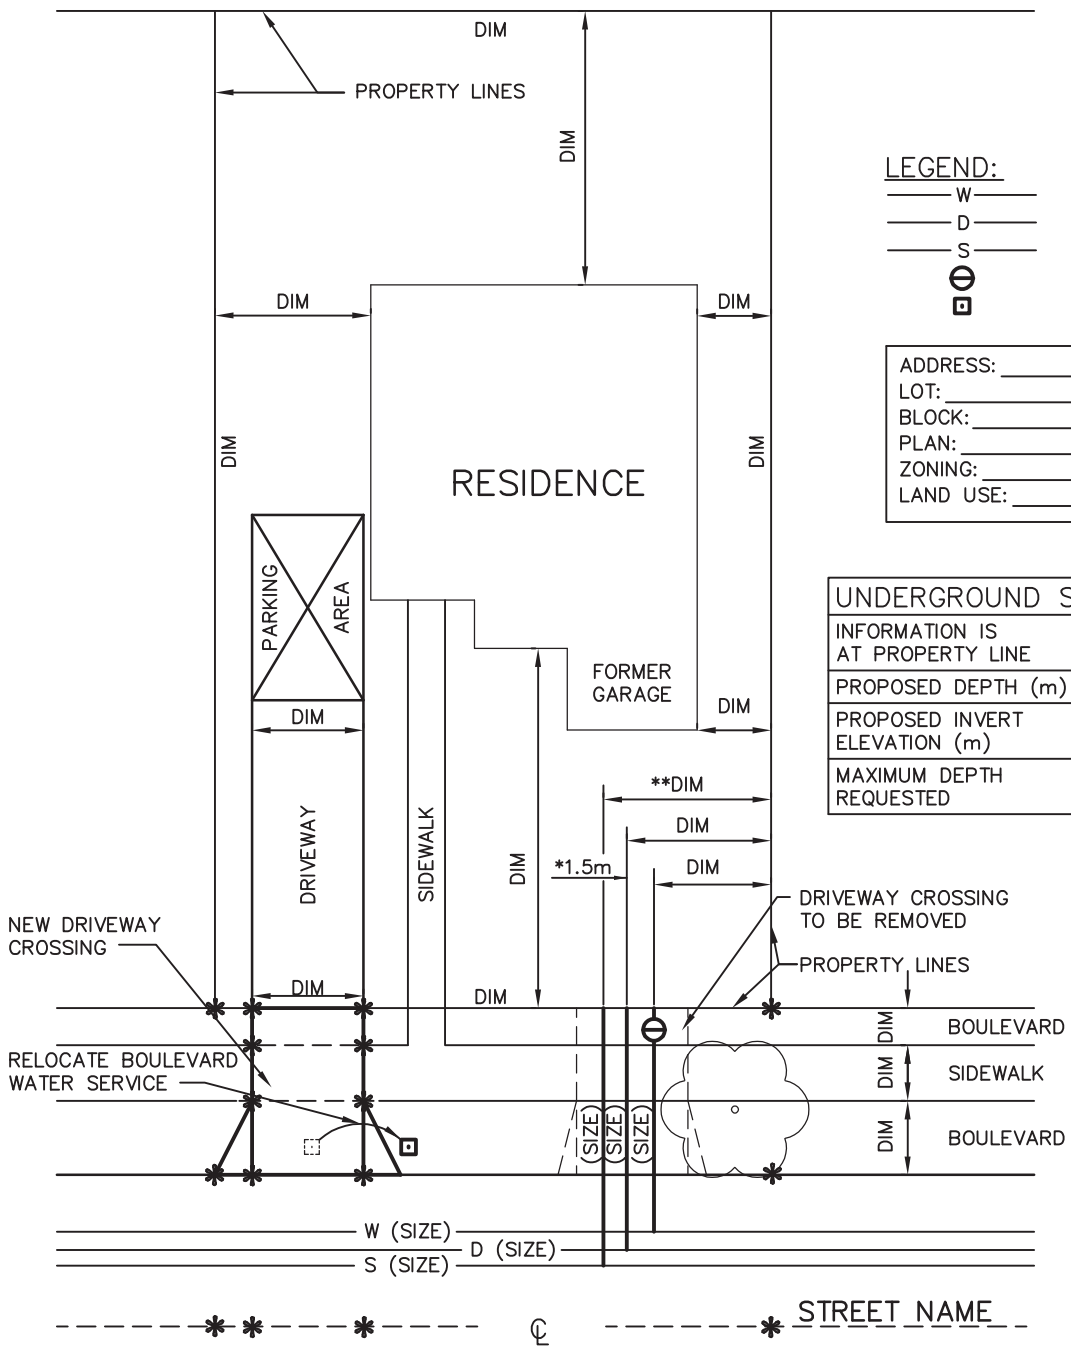 DIM
PROPERTY LINES
DIM
LEGEND:
W
D
S
DIM
DIM
ADDRESS:
LOT:
BLOCK:
PLAN:
ZONING:
LAND USE:
DIM
DIM
RESIDENCE
PARKING
AREA
UNDERGROUND S
INFORMATION IS
AT PROPERTY LINE
PROPOSED DEPTH (m)
PROPOSED INVERT
ELEVATION (m)
MAXIMUM DEPTH
REQUESTED
FORMER
GARAGE
DIM
DIM
**DIM
DIM
*1.5m
DIM
DRIVEWAY
SIDEWALK
DIM
DRIVEWAY CROSSING
TO BE REMOVED
NEW DRIVEWAY
CROSSING
PROPERTY LINES
DIM
DIM
DIM
BOULEVARD
RELOCATE BOULEVARD
WATER SERVICE
DIM
SIDEWALK
(SIZE)
(SIZE)
(SIZE)
DIM
BOULEVARD
W (SIZE)
D (SIZE)
S (SIZE)
STREET NAME
℄